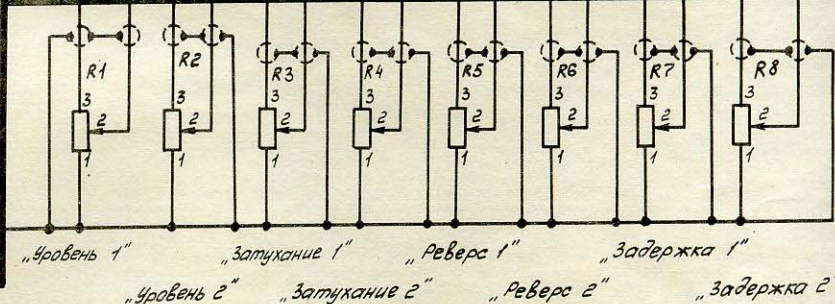 R1 R2 R3 R4 R5 R6 R7 R8
3 3 3 3 3 3 3 3
2 2 2 2 2 2 2 2
1 1 1 1 1 1 1 1
„Уровень 1" „Затухание 1" „Реверс 1" „Задержка 1"
„Уровень 2" „Затухание 2" „Реверс 2" „Задержка 2